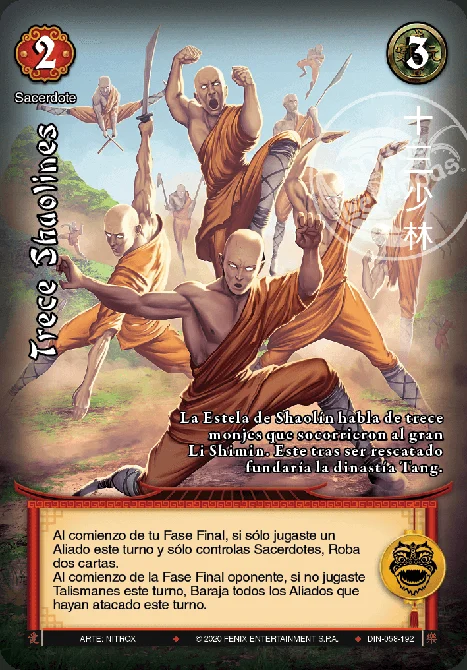 2
3
Sacerdote
Trece Shaolines
十三少林
La Estela de Shaolín habla de trece
monjes que socorrieron al gran
Li Shimin. Este tras ser rescatado
fundaría la dinastía Tang.
Al comienzo de tu Fase Final, si sólo jugaste un
Aliado este turno y sólo controlas Sacerdotes, Roba
dos cartas.
Al comienzo de la Fase Final oponente, si no jugaste
Talismanes este turno, Baraja todos los Aliados que
hayan atacado este turno.
ARTE: NITROX ◆ © 2020 FENIX ENTERTAINMENT S.P.A. ◆ DIN-058-192